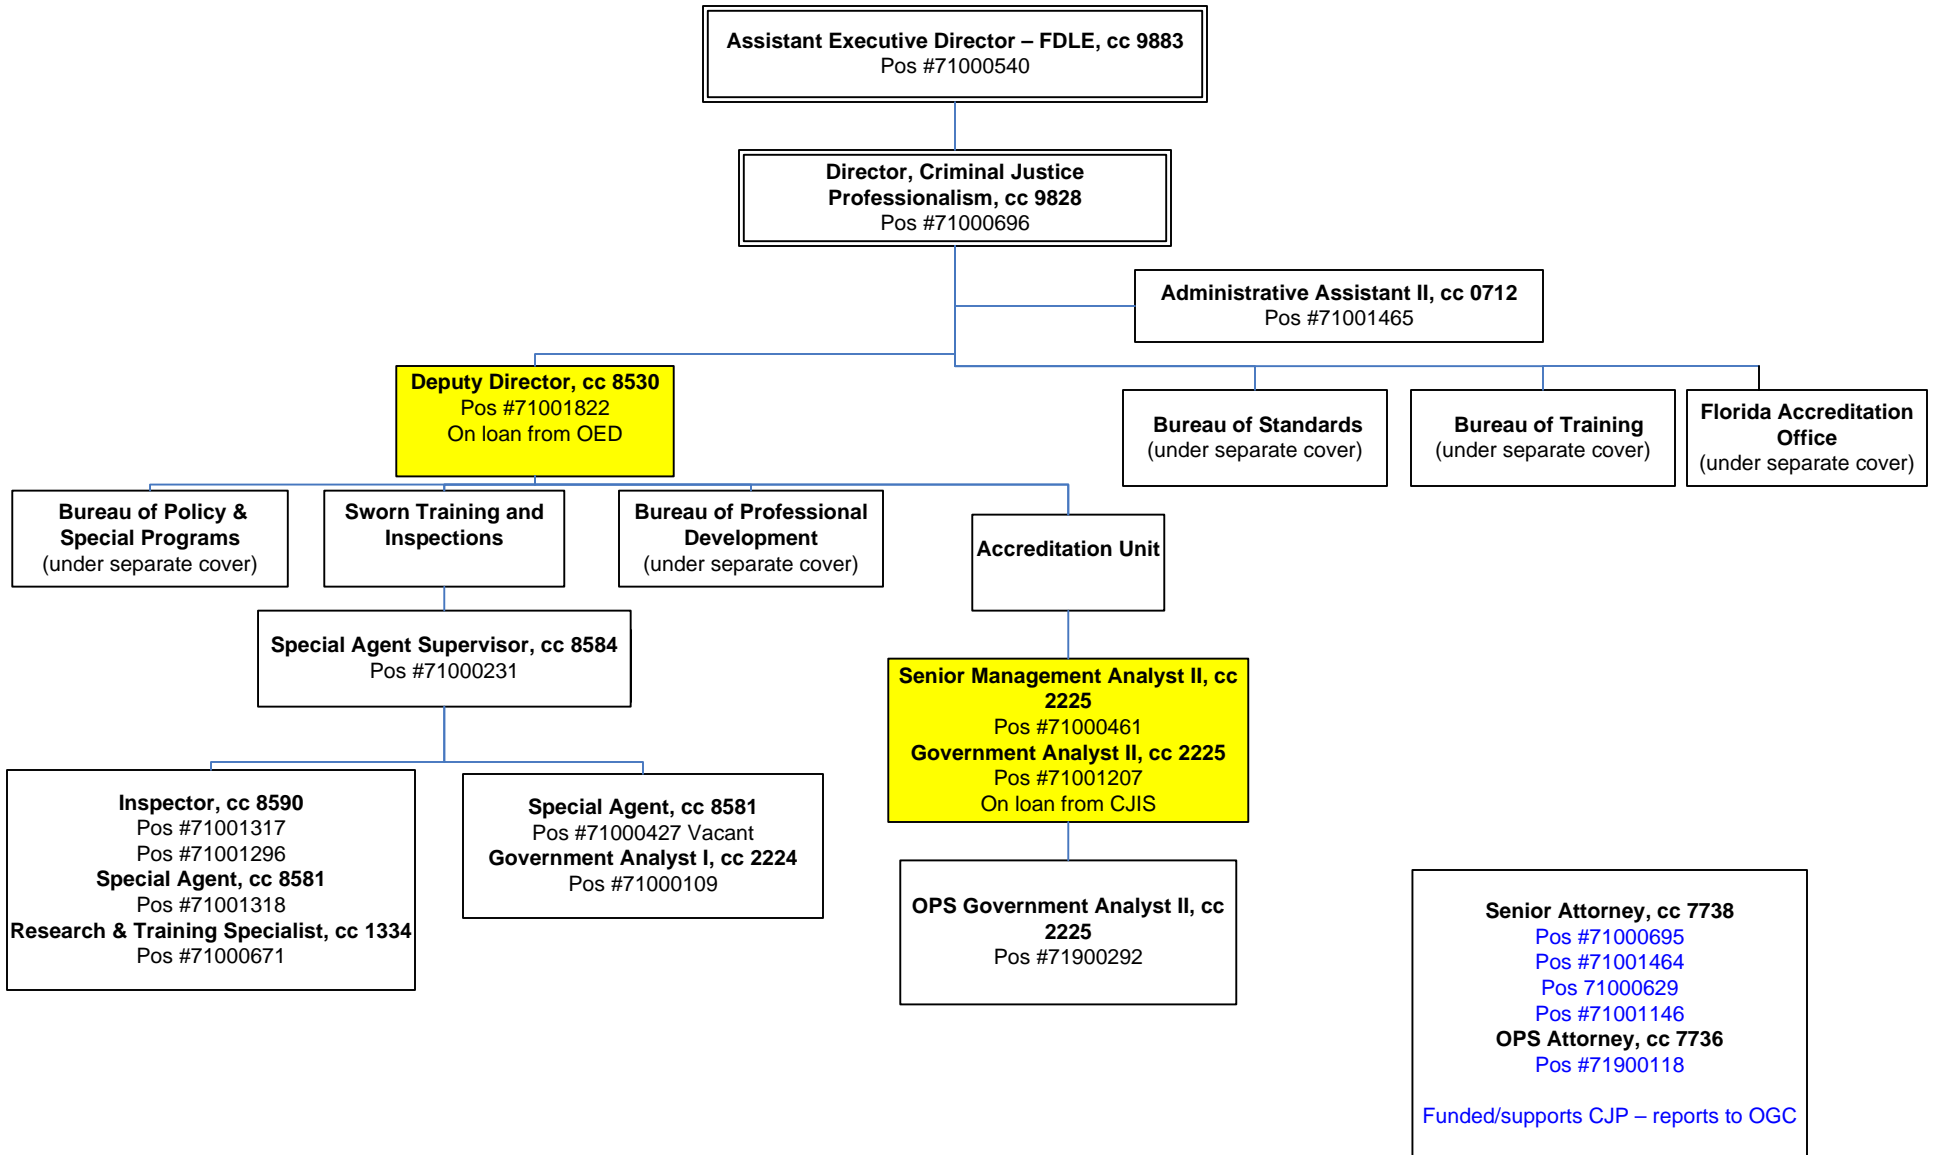 Assistant Executive Director – FDLE, cc 9883
Pos #71000540
Director, Criminal Justice
Professionalism, cc 9828
Pos #71000696
Administrative Assistant II, cc 0712
Pos #71001465
Deputy Director, cc 8530
Pos #71001822
On loan from OED
Bureau of Standards
(under separate cover)
Bureau of Training
(under separate cover)
Florida Accreditation
Office
(under separate cover)
Bureau of Policy &
Special Programs
(under separate cover)
Sworn Training and
Inspections
Bureau of Professional
Development
(under separate cover)
Accreditation Unit
Special Agent Supervisor, cc 8584
Pos #71000231
Senior Management Analyst II, cc
2225
Pos #71000461
Government Analyst II, cc 2225
Pos #71001207
On loan from CJIS
Inspector, cc 8590
Pos #71001317
Pos #71001296
Special Agent, cc 8581
Pos #71001318
Research & Training Specialist, cc 1334
Pos #71000671
Special Agent, cc 8581
Pos #71000427 Vacant
Government Analyst I, cc 2224
Pos #71000109
OPS Government Analyst II, cc
2225
Pos #71900292
Senior Attorney, cc 7738
Pos #71000695
Pos #71001464
Pos 71000629
Pos #71001146
OPS Attorney, cc 7736
Pos #71900118
Funded/supports CJP – reports to OGC